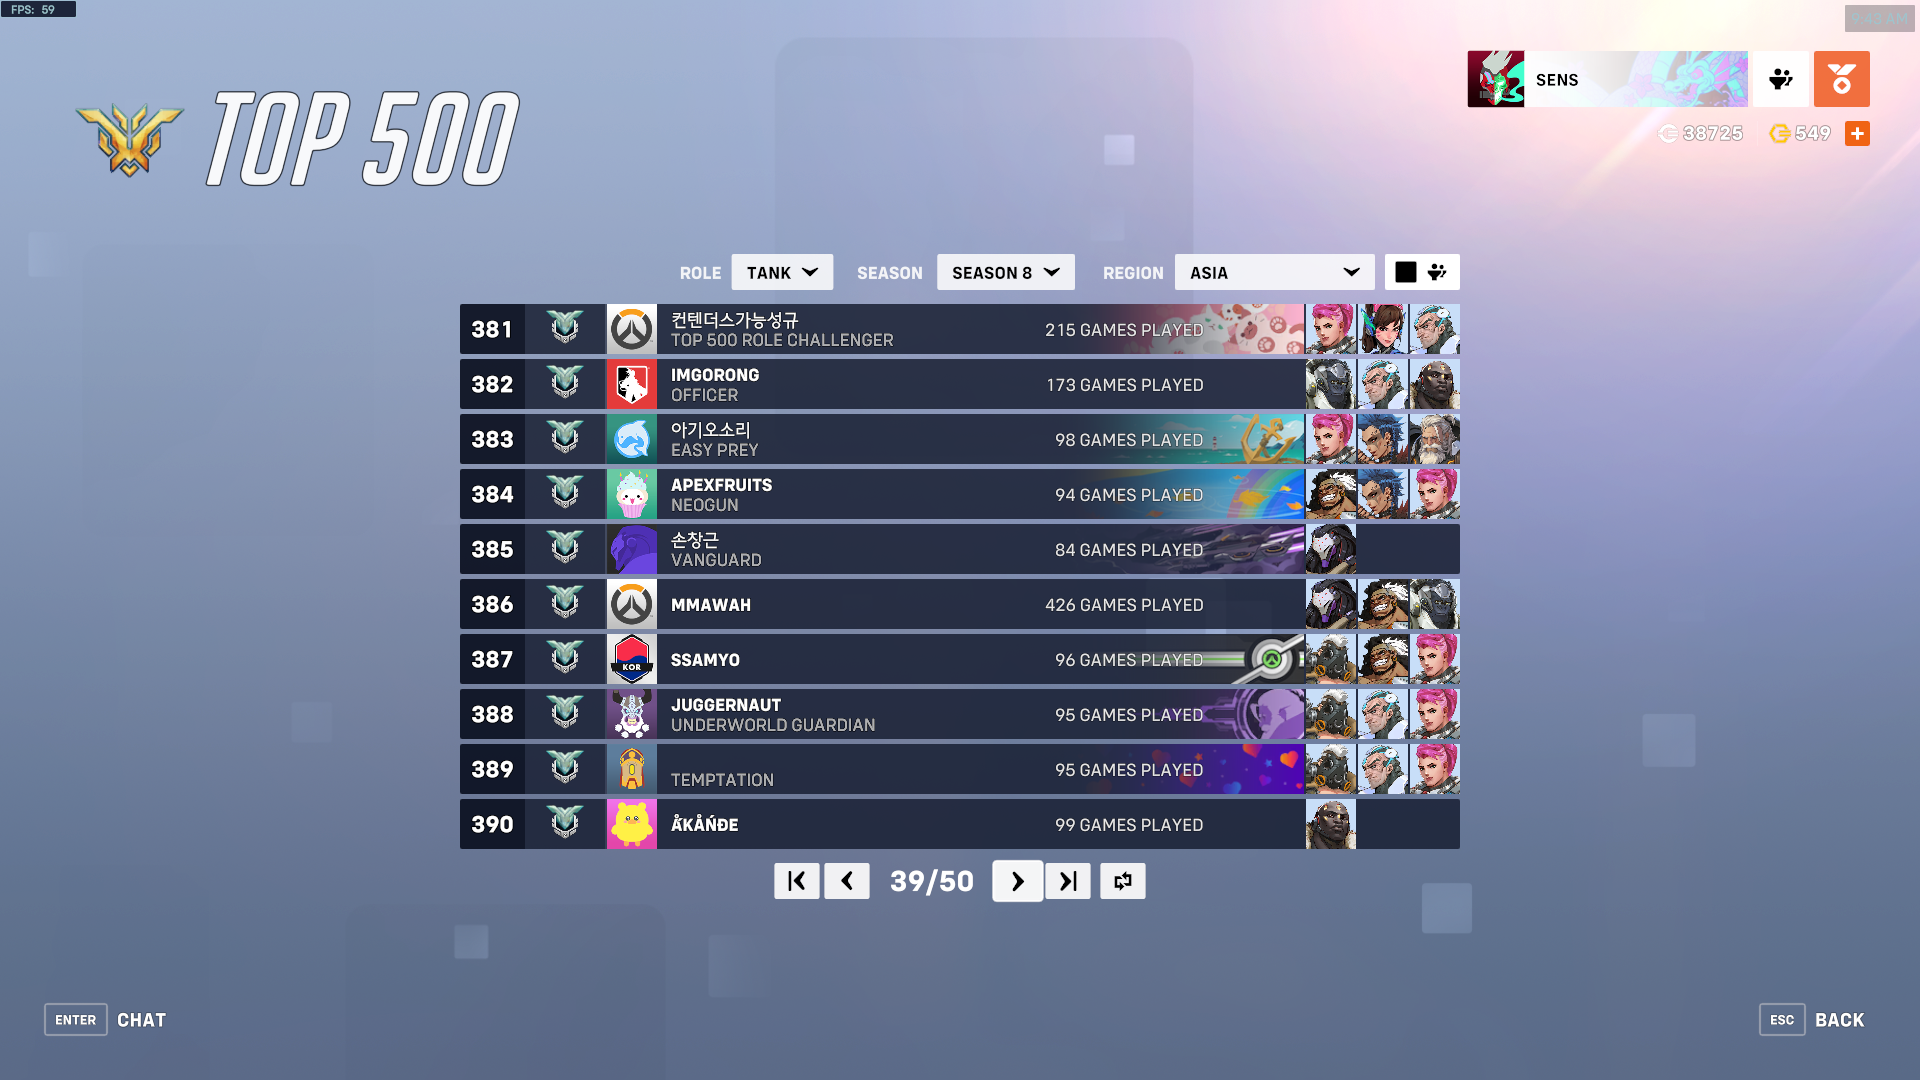 FPS: 59
TOP 500
SENS
38725
549
ROLE TANK SEASON SEASON 8 REGION ASIA
381 컨텐더스가능성규 215 GAMES PLAYED
TOP 500 ROLE CHALLENGER
382 IMGORONG 173 GAMES PLAYED
OFFICER
383 아기오소리 98 GAMES PLAYED
EASY PREY
384 APEXFRUITS 94 GAMES PLAYED
NEOGUN
385 손창근 84 GAMES PLAYED
VANGUARD
386 MMAWAH 426 GAMES PLAYED
387 KOR SSAMYO 96 GAMES PLAYED
388 JUGGERNAUT 95 GAMES PLAYED
UNDERWORLD GUARDIAN
389 95 GAMES PLAYED
TEMPTATION
390 ÅKÅŃĐE 99 GAMES PLAYED
39/50
ENTER CHAT
ESC BACK